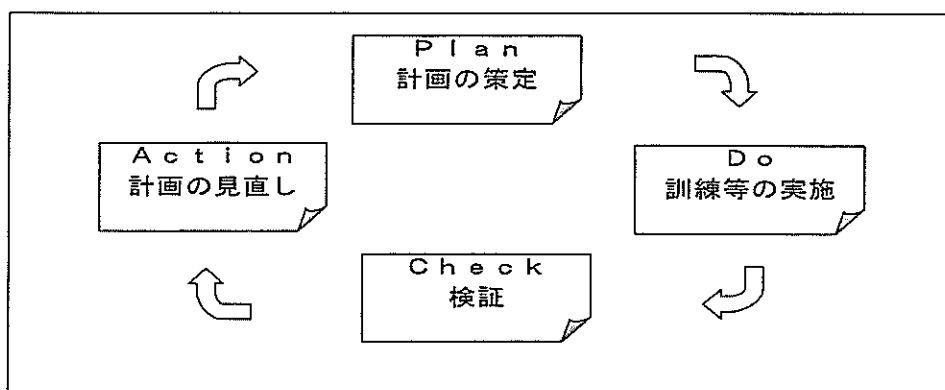 Ｐｌａｎ
計画の策定
Ａｃｔｉｏｎ
計画の見直し
Ｄｏ
訓練等の実施
Ｃｈｅｃｋ
検証